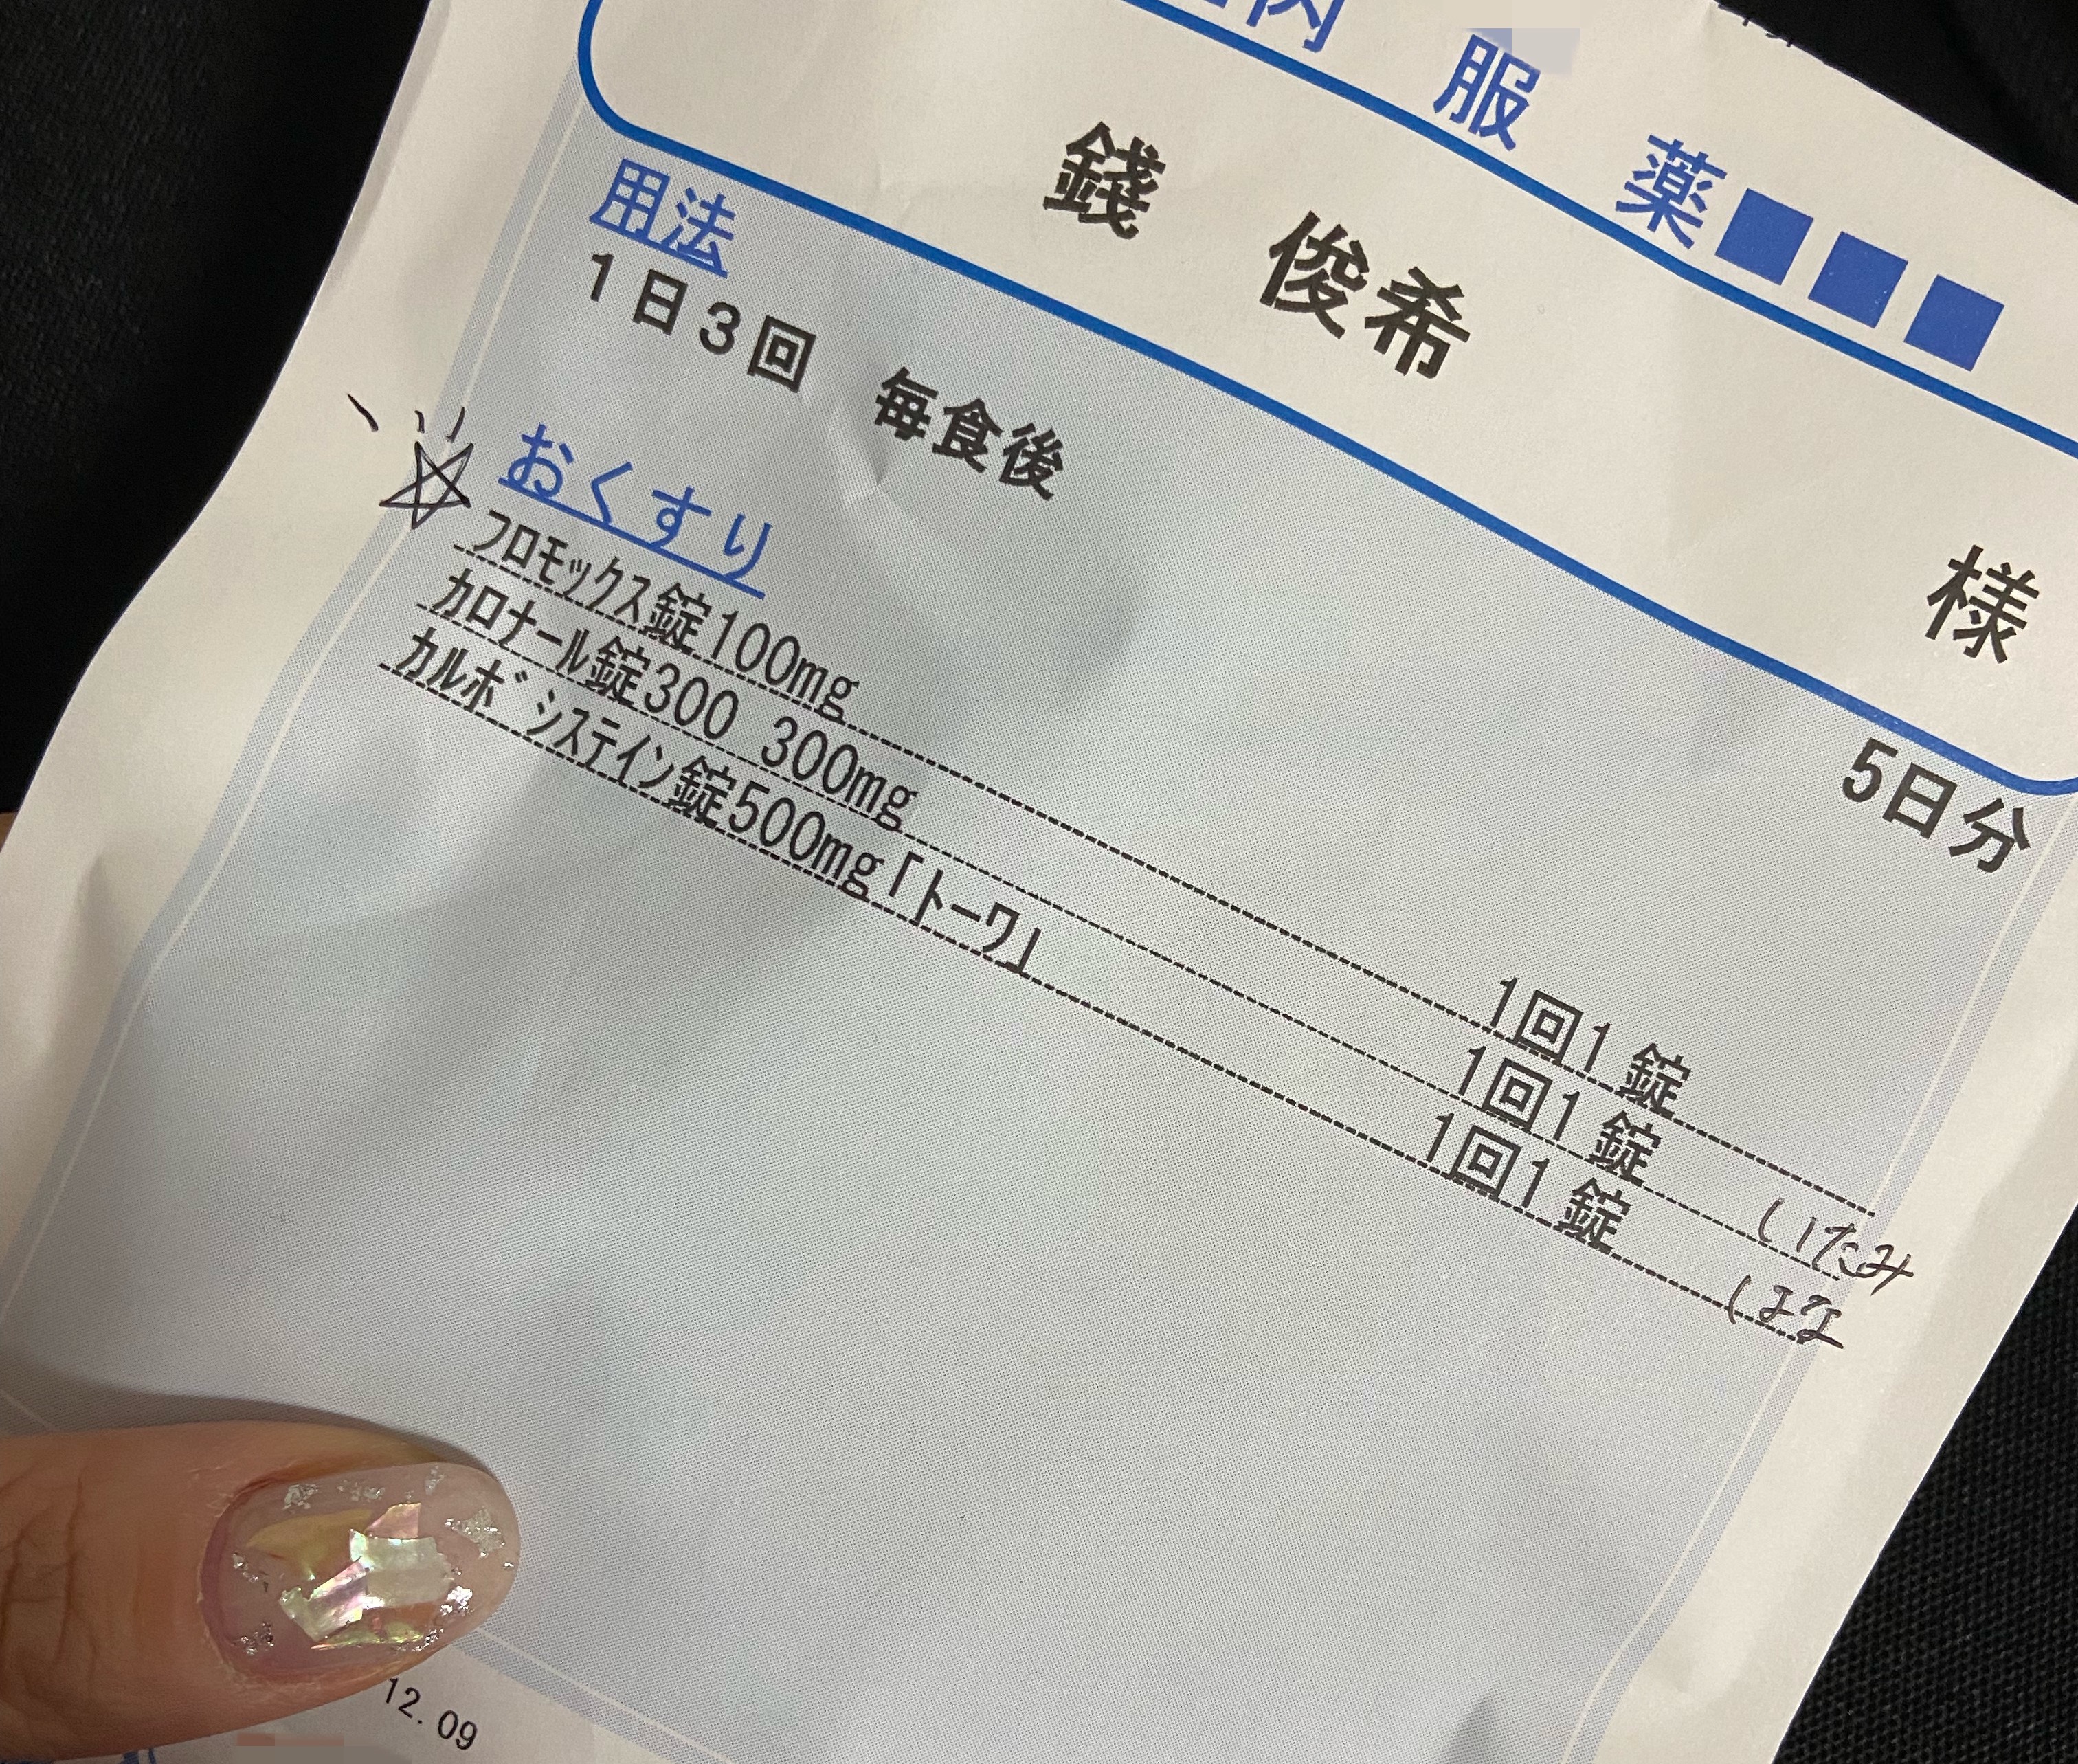 内 服 薬■■■
錢 俊希 様
用法
1日3回 毎食後 5日分
おくすり
フロモックス錠100mg 1回1錠
カロナール錠300 300mg 1回1錠 いたみ
カルボシステイン錠500mg「トーワ」 1回1錠 はな
12.09